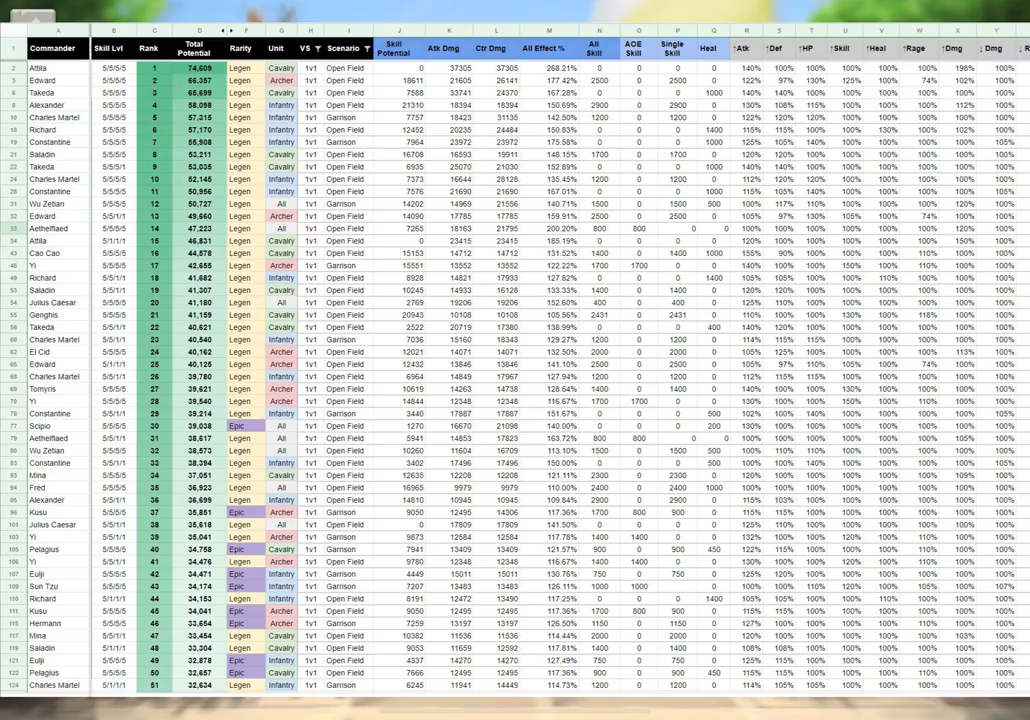 A B C D F G H I J K L M N O P Q R S T U V W X Y
1 Commander Skill Lvl Rank Total Potential Rarity Unit VS Scenario Skill Potential Atk Dmg Ctr Dmg All Effect % All Skill AOE Skill Single Skill Heal ↑Atk ↑Def ↑HP ↑Skill ↑Heal ↑Rage ↑Dmg ↓ Dmg
2 Attila 5/5/5/5 1 74,609 Legen Cavalry 1v1 Open Field 0 37305 37305 268.21% 0 0 0 0 140% 100% 100% 100% 100% 100% 198% 100%
3 Edward 5/5/5/5 2 66,357 Legen Archer 1v1 Open Field 18611 21605 26141 177.42% 2500 0 2500 0 122% 97% 130% 125% 100% 74% 102% 100%
6 Takeda 5/5/5/5 3 65,699 Legen Cavalry 1v1 Garrison 7588 33741 24370 167.28% 0 0 0 1000 140% 140% 100% 100% 100% 100% 100% 100%
8 Alexander 5/5/5/5 4 58,098 Legen Infantry 1v1 Open Field 21310 18394 18394 150.69% 2900 0 2900 0 130% 108% 115% 100% 100% 100% 112% 100%
10 Charles Martel 5/5/5/5 5 57,315 Legen Infantry 1v1 Garrison 7757 18423 31135 142.50% 1200 0 1200 0 122% 120% 120% 100% 100% 100% 100% 100%
18 Richard 5/5/5/5 6 57,170 Legen Infantry 1v1 Open Field 12452 20235 24484 150.83% 0 0 0 1400 115% 115% 100% 100% 130% 100% 102% 100%
19 Constantine 5/5/5/5 7 55,908 Legen Infantry 1v1 Garrison 7964 23972 23972 175.58% 0 0 0 1000 125% 105% 140% 100% 100% 100% 100% 105%
21 Saladin 5/5/5/5 8 53,211 Legen Cavalry 1v1 Open Field 16708 16593 19911 148.15% 1700 0 1700 0 120% 120% 100% 100% 100% 100% 100% 100%
22 Takeda 5/5/5/1 9 53,035 Legen Cavalry 1v1 Open Field 6935 25070 21030 152.89% 0 0 0 1000 140% 140% 100% 100% 100% 100% 100% 100%
24 Charles Martel 5/5/5/5 10 52,145 Legen Infantry 1v1 Open Field 7373 16644 28128 135.45% 1200 0 1200 0 112% 120% 120% 100% 100% 100% 100% 100%
28 Constantine 5/5/5/5 11 50,956 Legen Infantry 1v1 Open Field 7576 21690 21690 167.01% 0 0 0 1000 115% 105% 140% 100% 100% 100% 100% 105%
31 Wu Zetian 5/5/5/5 12 50,727 Legen All 1v1 Garrison 14202 14969 21556 140.71% 1500 0 1500 500 100% 117% 110% 100% 100% 100% 120% 100%
32 Edward 5/5/1/1 13 49,660 Legen Archer 1v1 Open Field 14090 17785 17785 159.91% 2500 0 2500 0 105% 97% 130% 105% 100% 74% 100% 100%
33 Aethelflaed 5/5/5/5 14 47,223 Legen All 1v1 Open Field 7265 18163 21795 200.20% 800 800 0 0 100% 100% 120% 100% 100% 100% 120% 100%
34 Attila 5/1/1/1 15 46,831 Legen Cavalry 1v1 Open Field 0 23415 23415 185.19% 0 0 0 0 100% 100% 100% 100% 100% 100% 150% 100%
43 Cao Cao 5/5/5/5 16 44,578 Legen Cavalry 1v1 Open Field 15153 14712 14712 131.52% 1400 0 1400 1000 155% 90% 100% 100% 100% 110% 100% 100%
48 Yi 5/5/5/5 17 42,655 Legen Archer 1v1 Garrison 15551 13552 13552 122.22% 1700 1700 0 0 140% 100% 100% 150% 100% 110% 100% 100%
49 Richard 5/5/1/1 18 41,682 Legen Infantry 1v1 Open Field 8928 14821 17933 127.82% 0 0 0 1400 105% 105% 100% 100% 110% 100% 100% 100%
53 Saladin 5/5/1/1 19 41,307 Legen Cavalry 1v1 Open Field 10245 14933 16128 133.33% 1400 0 1400 0 120% 120% 100% 100% 100% 100% 100% 100%
54 Julius Caesar 5/5/5/5 20 41,180 Legen All 1v1 Open Field 2769 19206 19206 152.60% 400 0 400 0 125% 110% 100% 100% 100% 100% 100% 100%
55 Genghis 5/5/5/5 21 41,159 Legen Cavalry 1v1 Open Field 20943 10108 10108 105.56% 2431 0 2431 0 110% 100% 100% 130% 100% 118% 100% 100%
56 Takeda 5/5/1/1 22 40,621 Legen Cavalry 1v1 Open Field 2522 20719 17380 138.99% 0 0 0 400 120% 140% 100% 100% 100% 100% 100% 100%
60 Charles Martel 5/5/1/1 23 40,540 Legen Infantry 1v1 Garrison 7036 15160 18343 129.27% 1200 0 1200 0 114% 115% 115% 100% 100% 100% 100% 100%
62 El Cid 5/5/5/5 24 40,162 Legen Archer 1v1 Open Field 12021 14071 14071 132.50% 2000 0 2000 0 105% 125% 100% 100% 100% 100% 113% 100%
65 Edward 5/1/1/1 25 40,125 Legen Archer 1v1 Open Field 12432 13846 13846 141.10% 2500 0 2500 0 105% 97% 110% 105% 100% 74% 100% 100%
68 Charles Martel 5/5/1/1 26 39,780 Legen Infantry 1v1 Open Field 6964 14849 17967 127.94% 1200 0 1200 0 112% 115% 115% 100% 100% 100% 100% 100%
69 Tomyris 5/5/5/5 27 39,621 Legen Archer 1v1 Open Field 10619 14263 14738 128.64% 1400 0 1400 0 140% 100% 100% 130% 100% 100% 100% 100%
70 Yi 5/5/5/5 28 39,540 Legen Archer 1v1 Open Field 14844 12348 12348 116.67% 1700 1700 0 0 130% 100% 100% 150% 100% 110% 100% 100%
76 Constantine 5/5/1/1 29 39,214 Legen Infantry 1v1 Garrison 3440 17887 17887 151.67% 0 0 0 500 102% 100% 140% 100% 100% 100% 100% 105%
77 Scipio 5/5/5/5 30 39,038 Epic All 1v1 Open Field 1270 16670 21098 140.00% 0 0 0 200 130% 100% 100% 100% 100% 100% 100% 100%
79 Aethelflaed 5/5/1/1 31 38,617 Legen All 1v1 Open Field 5941 14853 17823 163.72% 800 800 0 0 100% 100% 100% 100% 100% 100% 105% 100%
80 Wu Zetian 5/5/5/5 32 38,573 Legen All 1v1 Open Field 10260 11604 16709 113.10% 1500 0 1500 500 100% 100% 110% 100% 100% 100% 100% 100%
83 Constantine 5/5/1/1 33 38,394 Legen Infantry 1v1 Open Field 3402 17496 17496 150.00% 0 0 0 500 100% 100% 140% 100% 100% 100% 100% 105%
93 Mina 5/5/5/5 34 37,051 Legen Cavalry 1v1 Open Field 12635 12208 12208 121.11% 2300 0 2300 0 120% 100% 105% 100% 100% 100% 109% 100%
94 Fred 5/5/5/5 35 36,923 Legen All 1v1 Open Field 16965 9979 9979 110.00% 2400 0 2400 1000 100% 100% 105% 120% 100% 100% 100% 100%
95 Alexander 5/5/1/1 36 36,699 Legen Infantry 1v1 Open Field 14810 10945 10945 109.84% 2900 0 2900 0 115% 103% 100% 100% 100% 100% 100% 100%
96 Kusu 5/5/5/5 37 35,851 Epic Archer 1v1 Open Field 9050 12495 14306 117.36% 1700 800 900 0 115% 115% 100% 100% 100% 110% 100% 100%
101 Julius Caesar 5/5/5/1 38 35,618 Legen All 1v1 Open Field 0 17809 17809 141.50% 0 0 0 0 125% 110% 100% 100% 100% 100% 100% 100%
103 Yi 5/5/1/1 39 35,041 Legen Archer 1v1 Garrison 9873 12584 12584 117.78% 1400 1400 0 0 132% 100% 100% 120% 100% 110% 100% 100%
105 Pelagius 5/5/5/5 40 34,758 Epic Cavalry 1v1 Garrison 7941 13409 13409 121.57% 900 0 900 450 122% 115% 110% 100% 100% 100% 100% 100%
106 Yi 5/5/1/1 41 34,476 Legen Archer 1v1 Open Field 9780 12348 12348 116.67% 1400 1400 0 0 130% 100% 100% 120% 100% 110% 100% 100%
107 Eulji 5/5/5/5 42 34,471 Epic Infantry 1v1 Garrison 4449 15011 15011 130.76% 750 0 750 0 125% 100% 110% 100% 100% 100% 100% 100%
109 Sun Tzu 5/5/5/5 43 34,174 Epic Infantry 1v1 Garrison 7207 13483 13483 126.11% 1000 1000 0 0 100% 100% 120% 110% 100% 105% 100% 107%
110 Richard 5/1/1/1 44 34,153 Legen Infantry 1v1 Open Field 8191 12472 13490 117.25% 0 0 0 1400 105% 105% 100% 100% 110% 100% 100% 100%
111 Kusu 5/5/5/1 45 34,041 Epic Archer 1v1 Open Field 9050 12495 12495 117.36% 1700 800 900 0 115% 115% 100% 100% 100% 110% 100% 100%
115 Hermann 5/5/5/5 46 33,654 Epic Archer 1v1 Garrison 7259 13197 13197 126.50% 1150 0 1150 0 127% 100% 100% 100% 100% 110% 100% 100%
117 Mina 5/5/1/1 47 33,454 Legen Cavalry 1v1 Open Field 10382 11536 11536 114.44% 2000 0 2000 0 120% 100% 100% 100% 100% 100% 103% 100%
119 Saladin 5/1/1/1 48 33,304 Legen Cavalry 1v1 Open Field 9053 11659 12592 117.81% 1400 0 1400 0 108% 108% 100% 100% 100% 100% 100% 100%
121 Eulji 5/5/5/5 49 32,878 Epic Infantry 1v1 Open Field 4337 14270 14270 127.49% 750 0 750 0 120% 100% 110% 100% 100% 100% 100% 100%
122 Pelagius 5/5/5/5 50 32,657 Epic Cavalry 1v1 Open Field 7666 12495 12495 117.36% 900 0 900 450 115% 115% 110% 100% 100% 100% 100% 100%
124 Charles Martel 5/1/1/1 51 32,634 Legen Infantry 1v1 Garrison 6245 11941 14449 114.73% 1200 0 1200 0 114% 105% 105% 100% 100% 100% 100% 100%